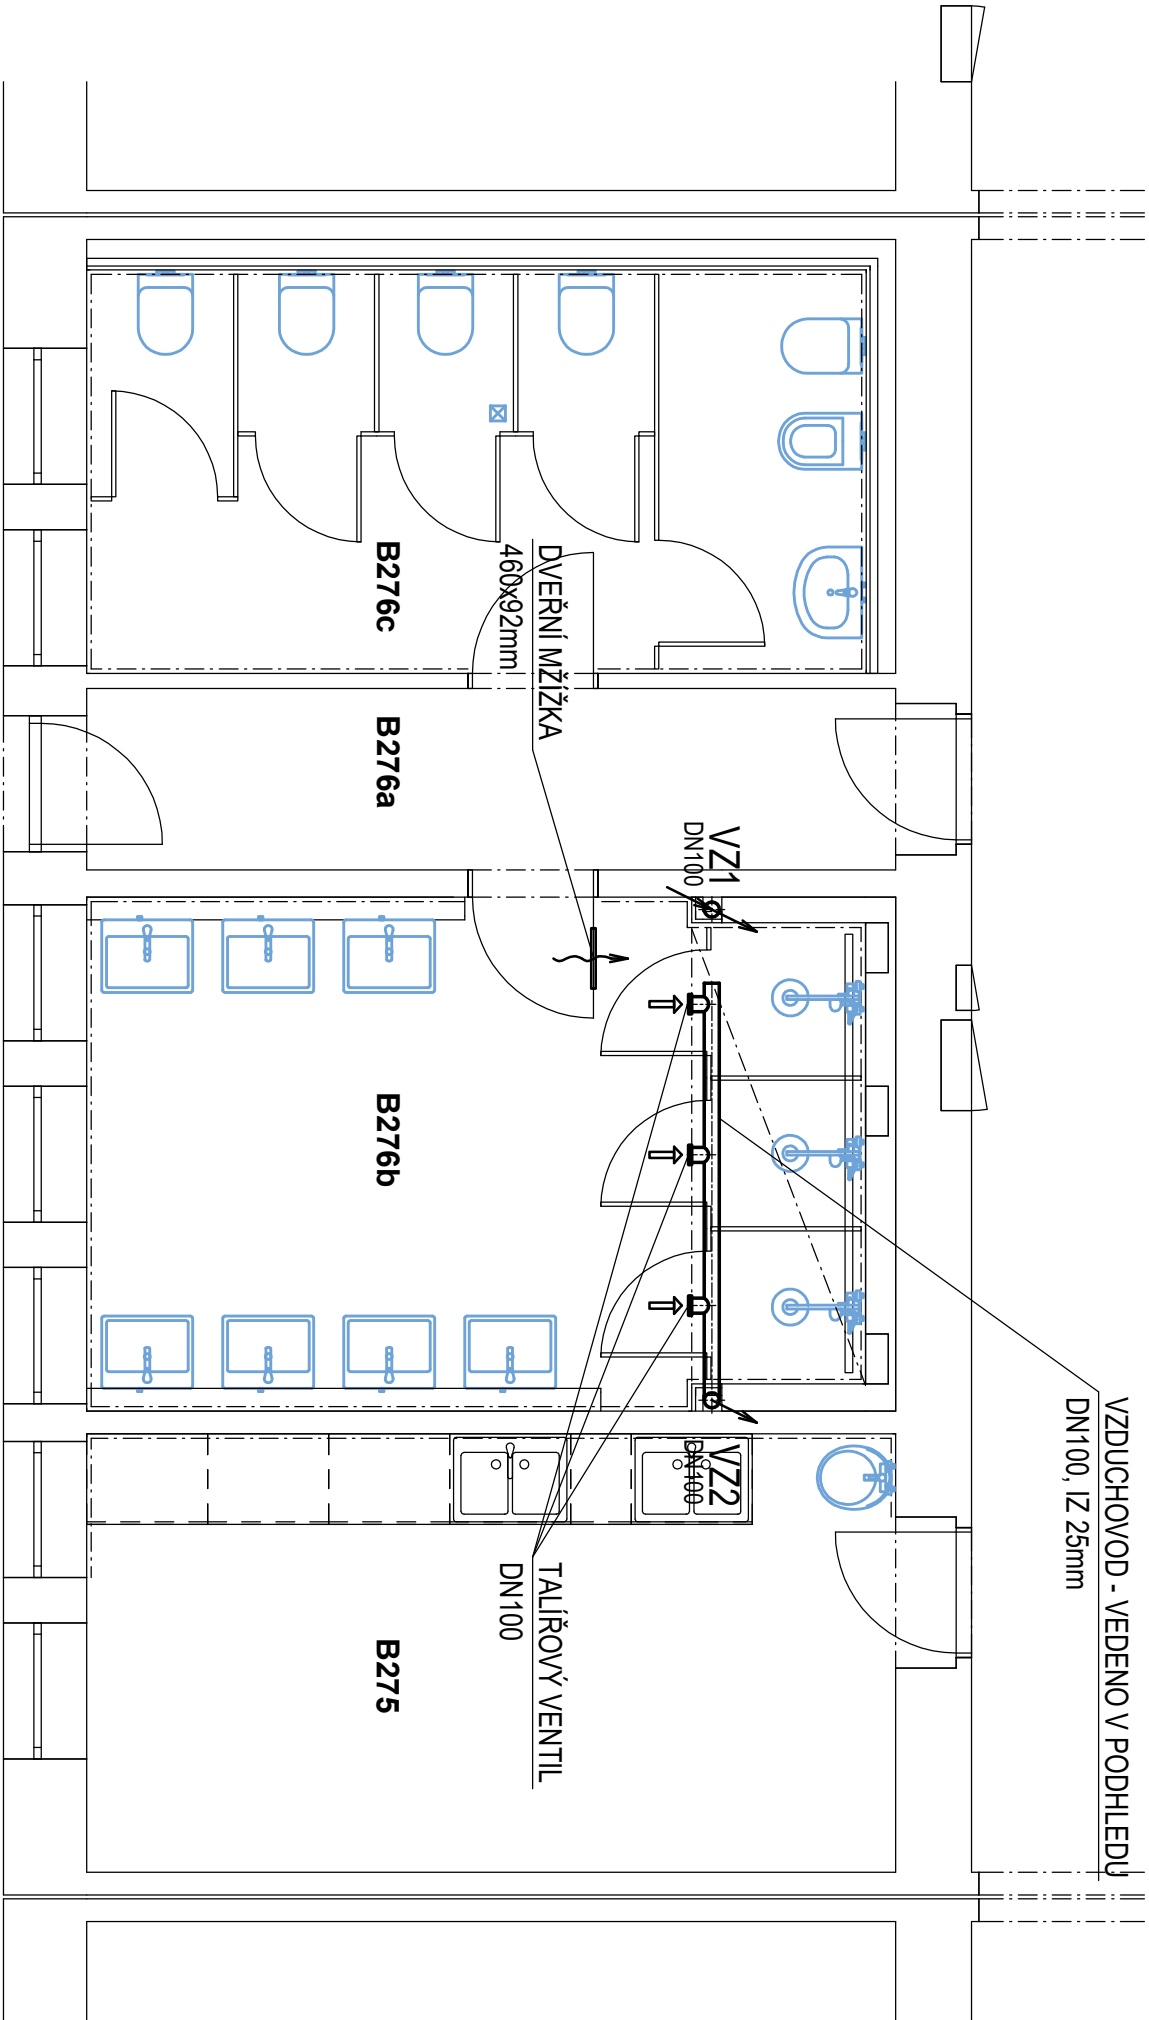 VZDUCHOVOD - VEDENO V PODHLEDU
DN100, IZ 25mm
VZ1
DN100
VZ2
DN100
DVEŘNÍ MŽÍŽKA
460x92mm
TALÍŘOVÝ VENTIL
DN100
B276c
B276a
B276b
B275